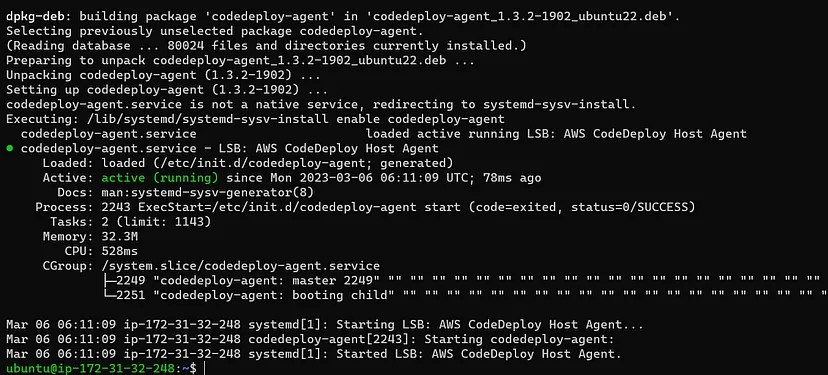 dpkg-deb: building package 'codedeploy-agent' in 'codedeploy-agent_1.3.2-1902_ubuntu22.deb'.
Selecting previously unselected package codedeploy-agent.
(Reading database ... 80024 files and directories currently installed.)
Preparing to unpack codedeploy-agent_1.3.2-1902_ubuntu22.deb ...
Unpacking codedeploy-agent (1.3.2-1902) ...
Setting up codedeploy-agent (1.3.2-1902) ...
codedeploy-agent.service is not a native service, redirecting to systemd-sysv-install.
Executing: /lib/systemd/systemd-sysv-install enable codedeploy-agent
  codedeploy-agent.service                        loaded active running LSB: AWS CodeDeploy Host Agent
● codedeploy-agent.service - LSB: AWS CodeDeploy Host Agent
     Loaded: loaded (/etc/init.d/codedeploy-agent; generated)
     Active: active (running) since Mon 2023-03-06 06:11:09 UTC; 78ms ago
       Docs: man:systemd-sysv-generator(8)
    Process: 2243 ExecStart=/etc/init.d/codedeploy-agent start (code=exited, status=0/SUCCESS)
      Tasks: 2 (limit: 1143)
     Memory: 32.3M
        CPU: 528ms
     CGroup: /system.slice/codedeploy-agent.service
             ├─2249 "codedeploy-agent: master 2249" "" "" "" "" "" "" "" "" "" "" "" "" "" "" "" "" "" "" "" ""
             └─2251 "codedeploy-agent: booting child" "" "" "" "" "" "" "" "" "" "" "" "" "" "" "" "" "" "" "" "

Mar 06 06:11:09 ip-172-31-32-248 systemd[1]: Starting LSB: AWS CodeDeploy Host Agent...
Mar 06 06:11:09 ip-172-31-32-248 codedeploy-agent[2243]: Starting codedeploy-agent:
Mar 06 06:11:09 ip-172-31-32-248 systemd[1]: Started LSB: AWS CodeDeploy Host Agent.
ubuntu@ip-172-31-32-248:~$